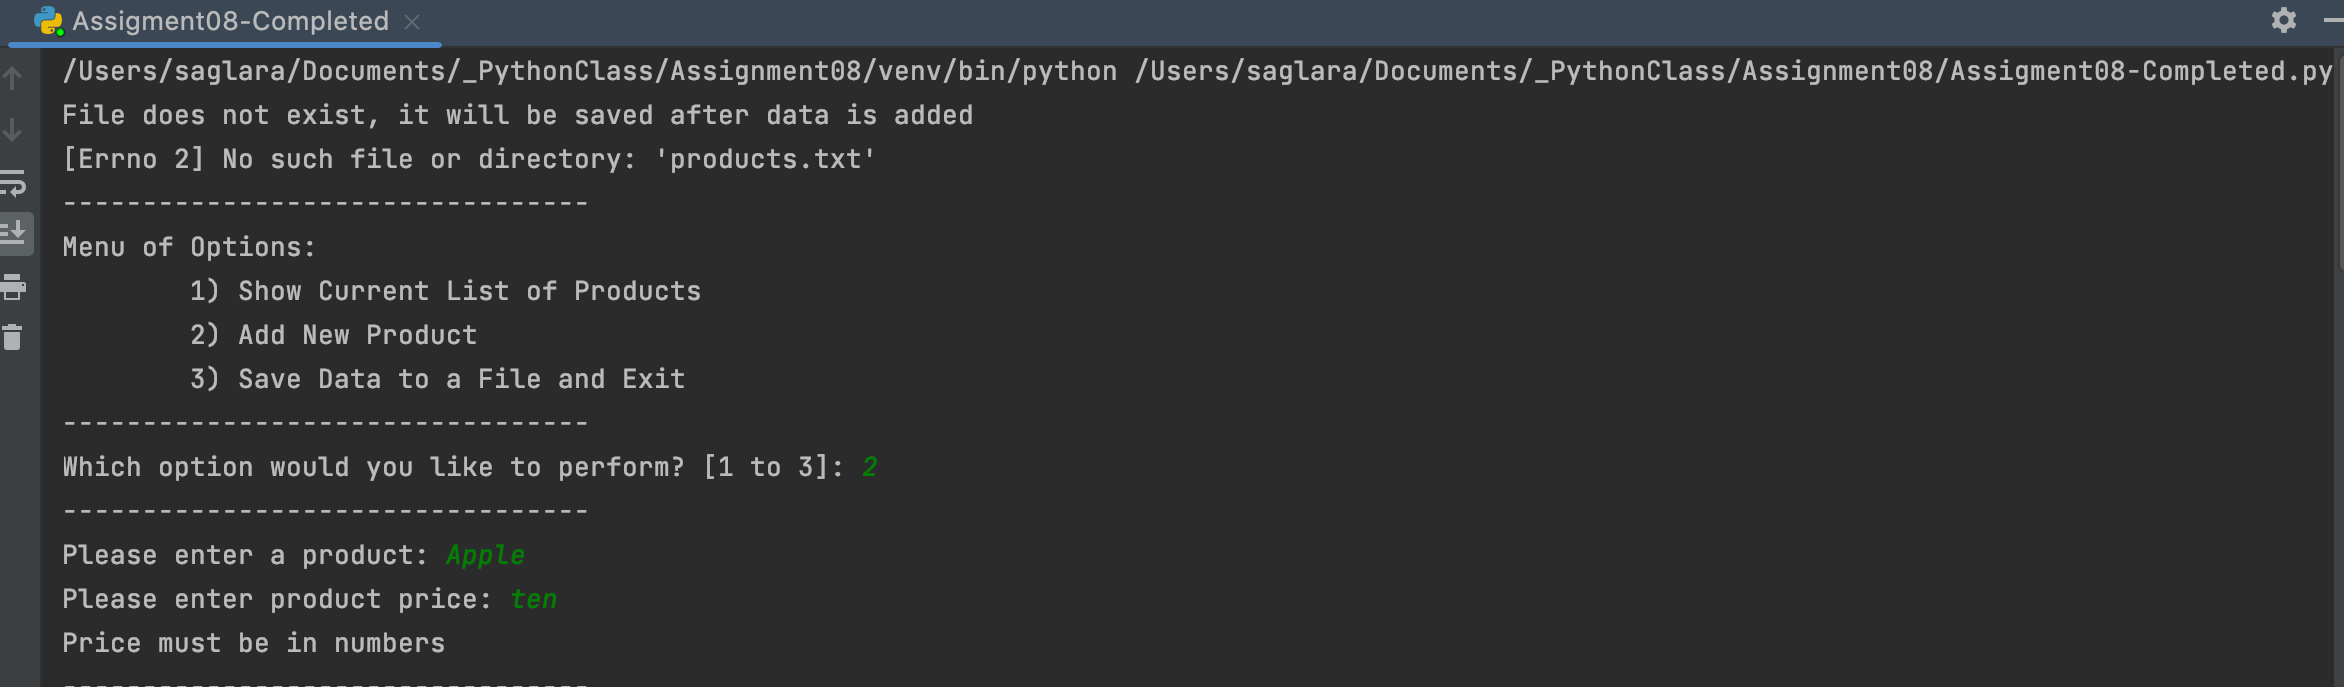 Assigment08-Completed
/Users/saglara/Documents/_PythonClass/Assignment08/venv/bin/python /Users/saglara/Documents/_PythonClass/Assignment08/Assigment08-Completed.py
File does not exist, it will be saved after data is added
[Errno 2] No such file or directory: 'products.txt'
---------------------------------
Menu of Options:
1) Show Current List of Products
2) Add New Product
3) Save Data to a File and Exit
---------------------------------
Which option would you like to perform? [1 to 3]: 2
---------------------------------
Please enter a product: Apple
Please enter product price: ten
Price must be in numbers
---------------------------------